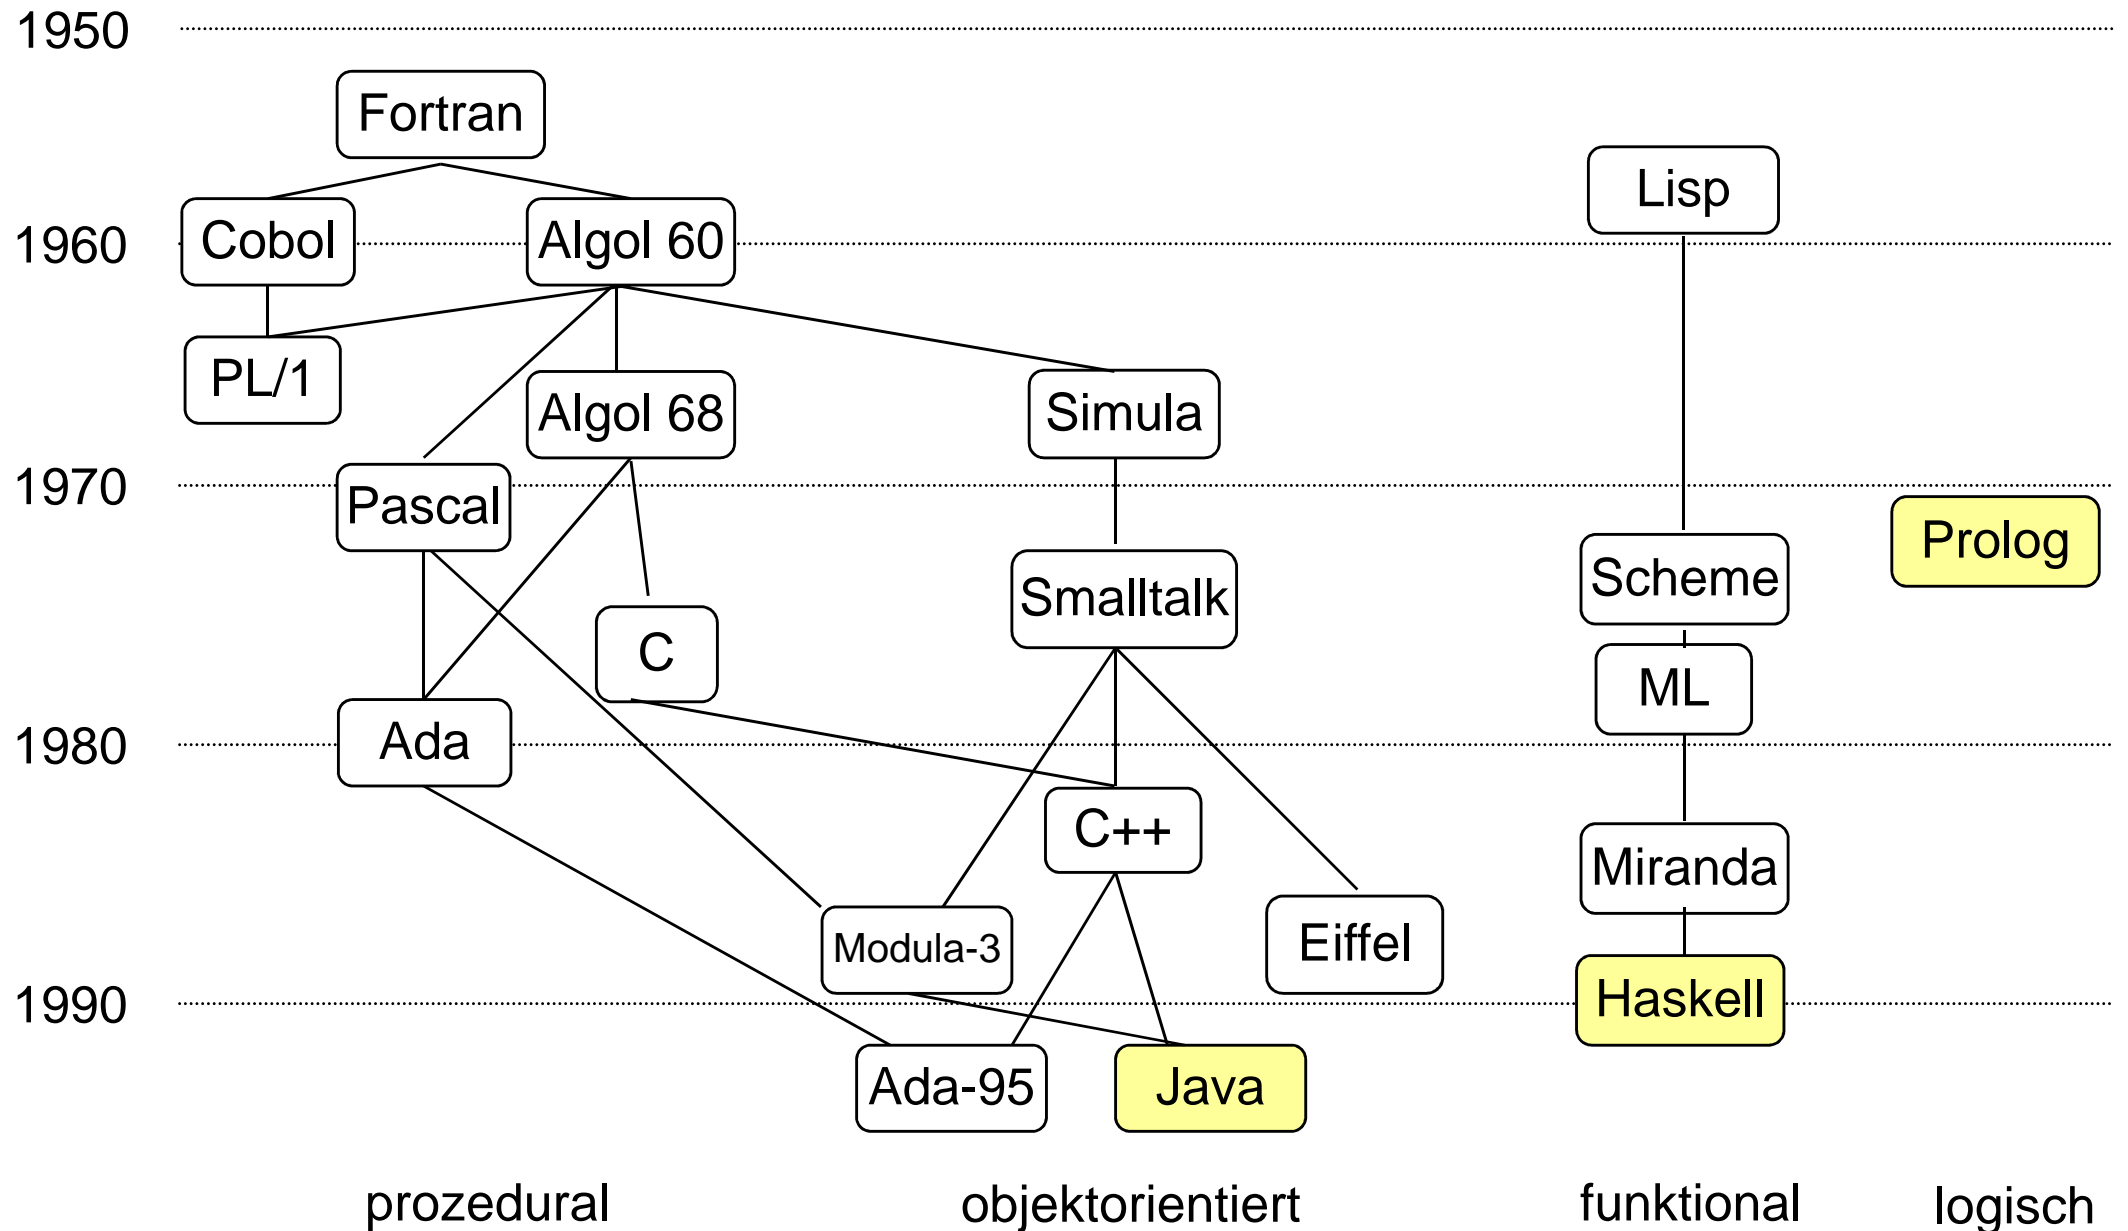 1950
Fortran
Lisp
1960
Cobol
Algol 60
PL/1
Algol 68
Simula
1970
Pascal
Prolog
Scheme
Smalltalk
C
ML
1980
Ada
C++
Miranda
Modula-3
Eiffel
1990
Haskell
Ada-95
Java
prozedural
objektorientiert
funktional
logisch